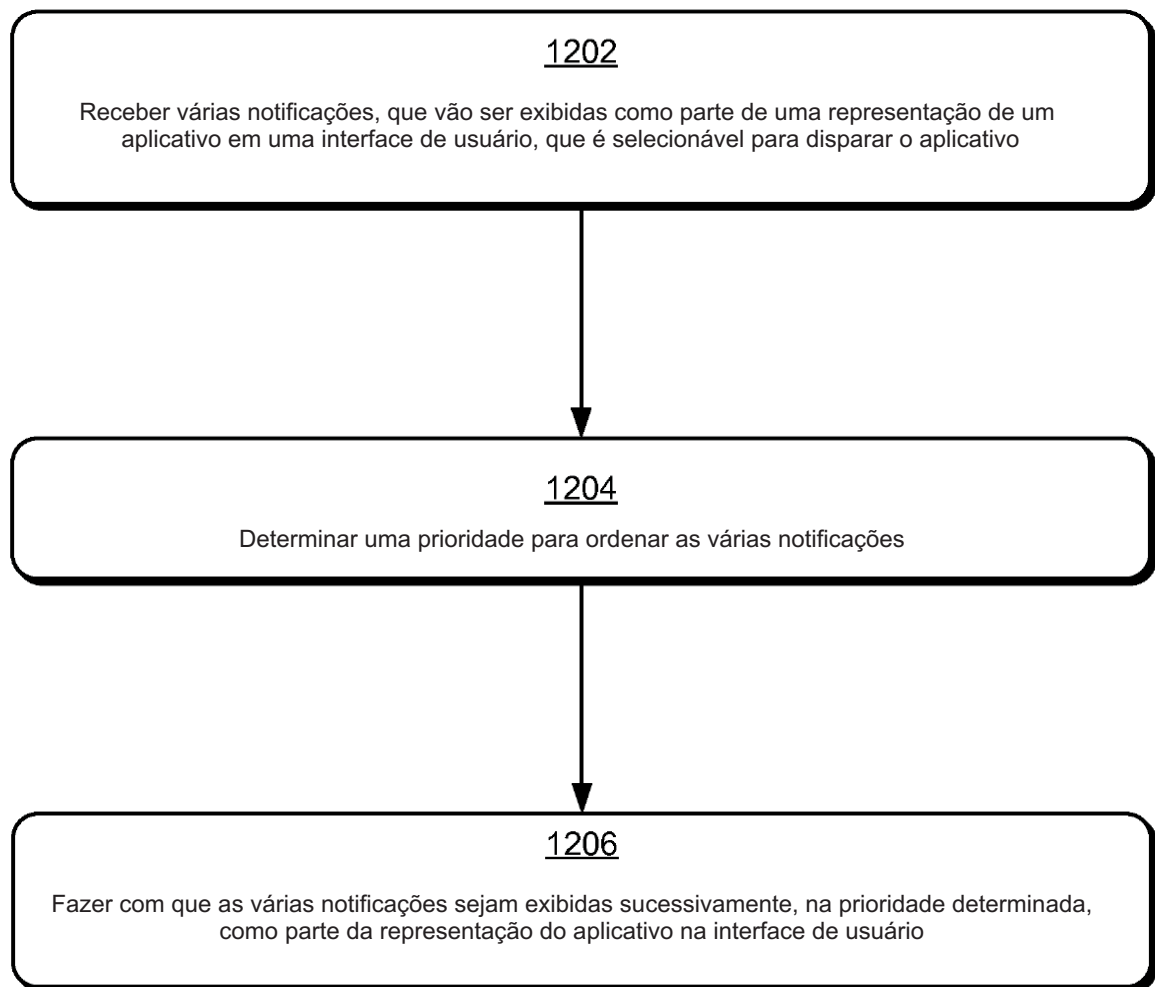 1202
Receber várias notificações, que vão ser exibidas como parte de uma representação de um
aplicativo em uma interface de usuário, que é selecionável para disparar o aplicativo
1204
Determinar uma prioridade para ordenar as várias notificações
1206
Fazer com que as várias notificações sejam exibidas sucessivamente, na prioridade determinada,
como parte da representação do aplicativo na interface de usuário